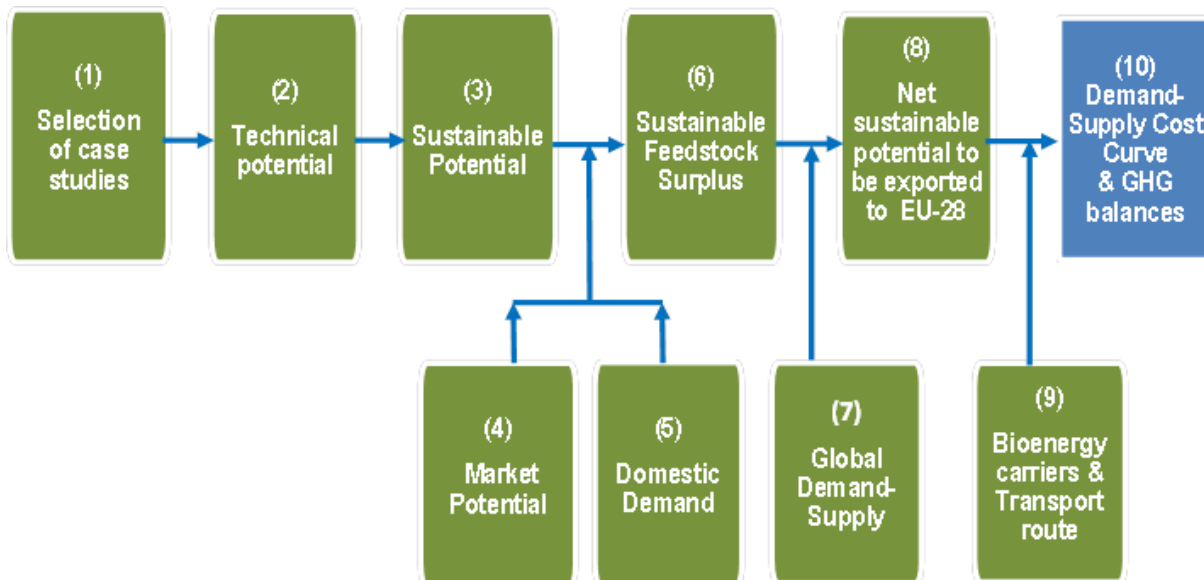 (1)
Selection
of case
studies
(2)
Technical
potential
(3)
Sustainable
Potential
(6)
Sustainable
Feedstock
Surplus
(8)
Net
sustainable
potential to
be exported
to EU-28
(10)
Demand-
Supply Cost
Curve
& GHG
balances
(4)
Market
Potential
(5)
Domestic
Demand
(7)
Global
Demand-
Supply
(9)
Bioenergy
carriers &
Transport
route